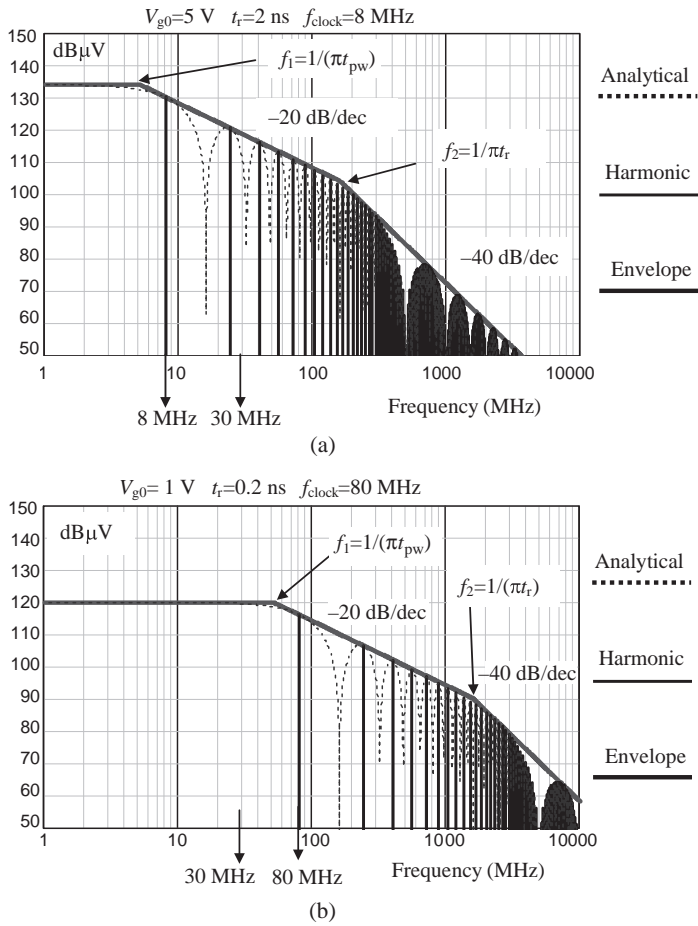 V_g0=5 V t_r=2 ns f_clock=8 MHz
150
140
130
120
110
100
90
80
70
60
50
dBμV
f_1=1/(πt_pw)
–20 dB/dec
f_2=1/πt_r
–40 dB/dec
Analytical
Harmonic
Envelope
1 10 100 1000 10000
8 MHz 30 MHz
Frequency (MHz)
(a)
V_g0= 1 V t_r=0.2 ns f_clock=80 MHz
150
140
130
120
110
100
90
80
70
60
50
dBμV
f_1=1/(πt_pw)
–20 dB/dec
f_2=1/(πt_r)
–40 dB/dec
Analytical
Harmonic
Envelope
1 10 100 1000 10000
30 MHz 80 MHz
Frequency (MHz)
(b)